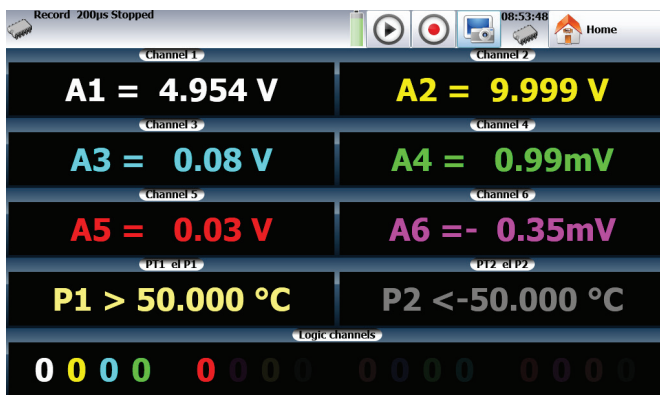 Record 200µs Stopped
08:53:48
Home
Channel 1
Channel 2
A1 = 4.954 V
A2 = 9.999 V
Channel 3
Channel 4
A3 = 0.08 V
A4 = 0.99mV
Channel 5
Channel 6
A5 = 0.03 V
A6 =- 0.35mV
PT1 el P1
PT2 el P2
P1 > 50.000 °C
P2 <-50.000 °C
Logic channels
0 0 0 0 0 0 0 0 0 0 0 0 0 0 0 0